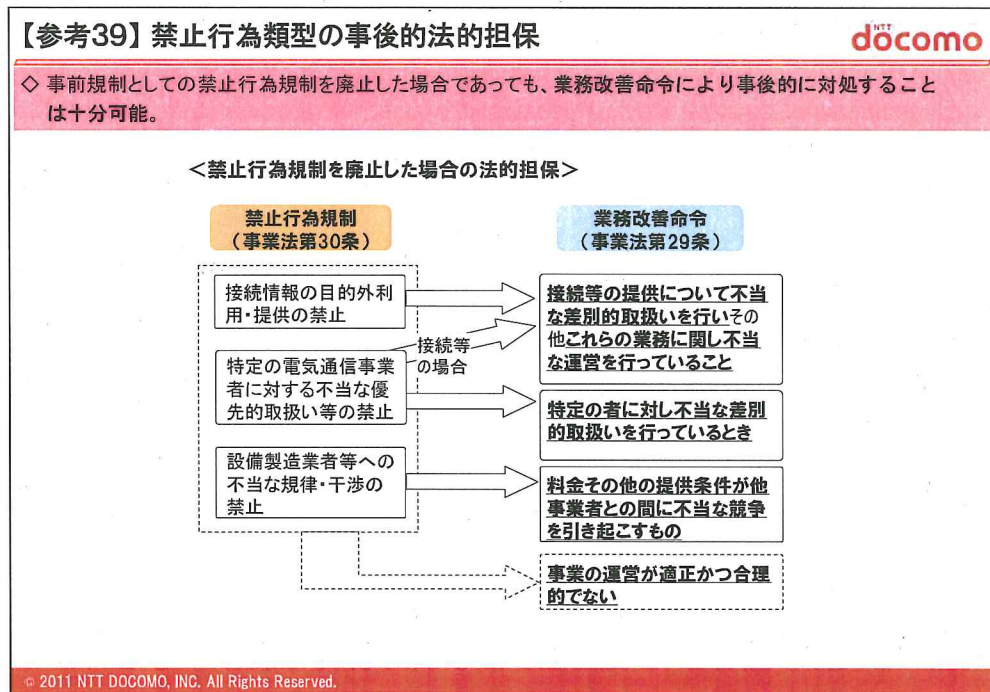 【参考39】禁止行為類型の事後的法的担保
NTT
döcomo
◇ 事前規制としての禁止行為規制を廃止した場合であっても、業務改善命令により事後的に対処すること
は十分可能。
＜禁止行為規制を廃止した場合の法的担保＞
禁止行為規制
（事業法第30条）
業務改善命令
（事業法第29条）
接続情報の目的外利
用・提供の禁止
接続等の提供について不当
な差別的取扱いを行いその
他これらの業務に関し不当
な運営を行っていること
接続等
の場合
特定の電気通信事業
者に対する不当な優
先的取扱い等の禁止
特定の者に対し不当な差別
的取扱いを行っているとき
設備製造業者等への
不当な規律・干渉の
禁止
料金その他の提供条件が他
事業者との間に不当な競争
を引き起こすもの
事業の運営が適正かつ合理
的でない
© 2011 NTT DOCOMO, INC. All Rights Reserved.